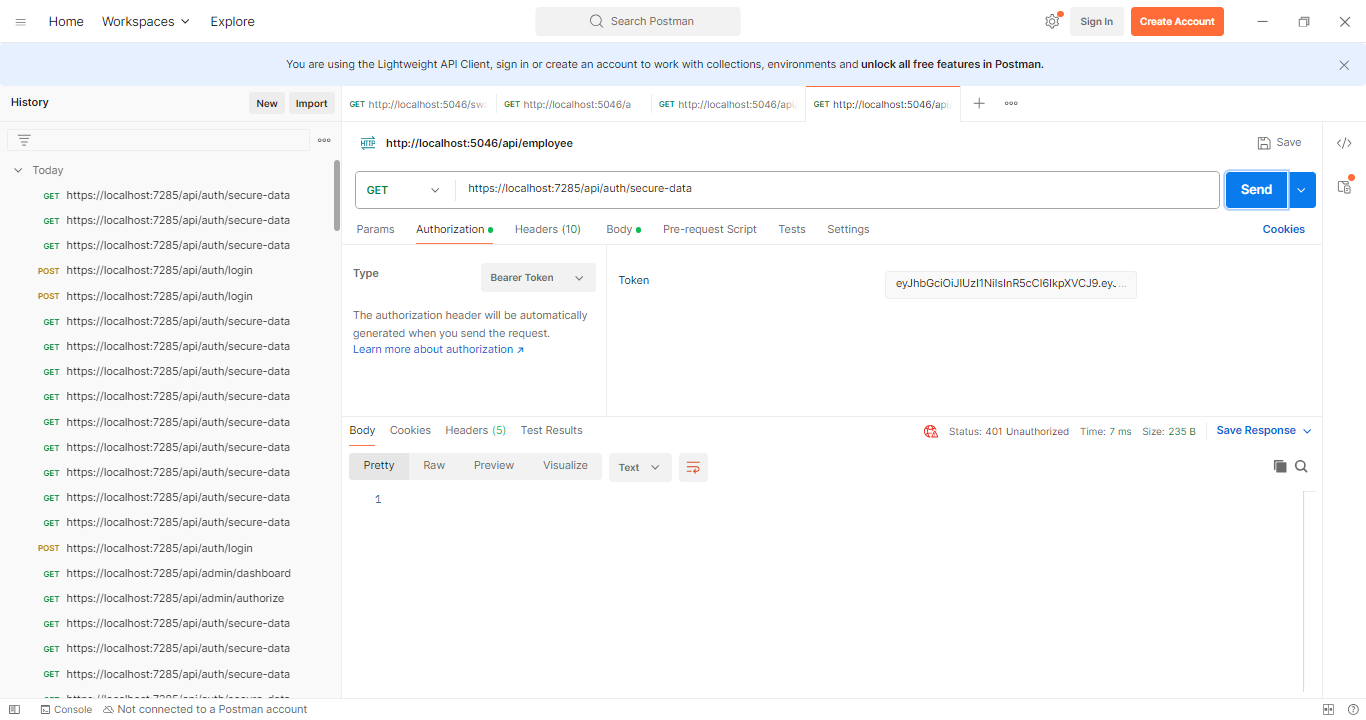 Home Workspaces Explore Search Postman Sign In Create Account
You are using the Lightweight API Client, sign in or create an account to work with collections, environments and unlock all free features in Postman.
History New Import
GET http://localhost:5046/sw GET http://localhost:5046/a GET http://localhost:5046/api GET http://localhost:5046/api
Today
GET https://localhost:7285/api/auth/secure-data
GET https://localhost:7285/api/auth/secure-data
GET https://localhost:7285/api/auth/secure-data
POST https://localhost:7285/api/auth/login
POST https://localhost:7285/api/auth/login
GET https://localhost:7285/api/auth/secure-data
GET https://localhost:7285/api/auth/secure-data
GET https://localhost:7285/api/auth/secure-data
GET https://localhost:7285/api/auth/secure-data
GET https://localhost:7285/api/auth/secure-data
GET https://localhost:7285/api/auth/secure-data
GET https://localhost:7285/api/auth/secure-data
GET https://localhost:7285/api/auth/secure-data
GET https://localhost:7285/api/auth/secure-data
POST https://localhost:7285/api/auth/login
GET https://localhost:7285/api/admin/dashboard
GET https://localhost:7285/api/admin/authorize
GET https://localhost:7285/api/auth/secure-data
GET https://localhost:7285/api/auth/secure-data
GET https://localhost:7285/api/auth/secure-data
HTTP http://localhost:5046/api/employee Save
GET https://localhost:7285/api/auth/secure-data Send
Params Authorization Headers (10) Body Pre-request Script Tests Settings Cookies
Type Bearer Token
The authorization header will be automatically
generated when you send the request.
Learn more about authorization ↗
Token eyJhbGciOiJIUzI1NiIsInR5cCI6IkpXVCJ9.eyJ...
Body Cookies Headers (5) Test Results Status: 401 Unauthorized Time: 7 ms Size: 235 B Save Response
Pretty Raw Preview Visualize Text
1
Console Not connected to a Postman account